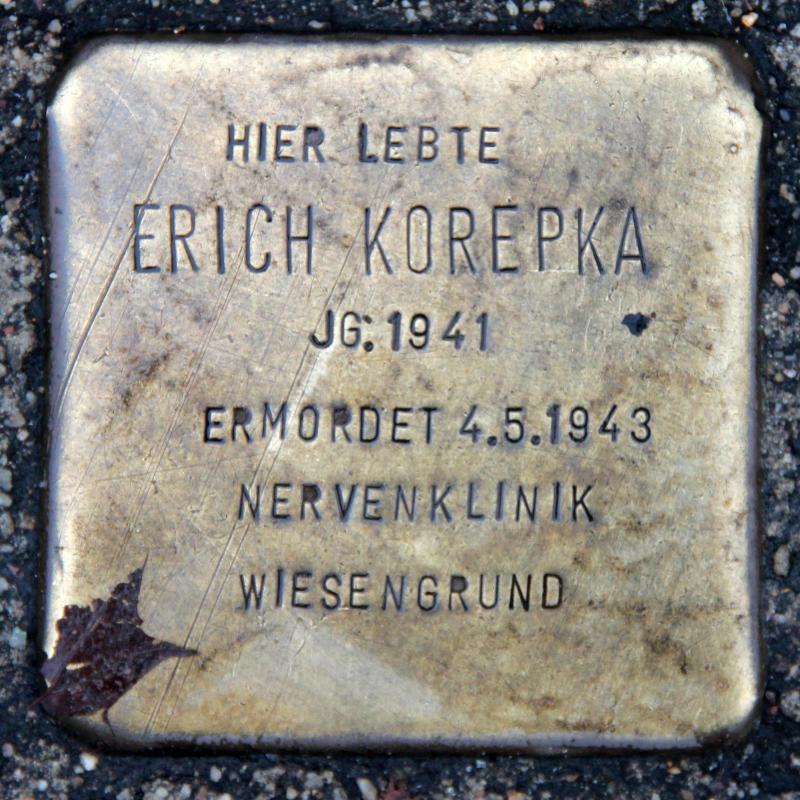 HIER LEBTE
ERICH KOREPKA
JG. 1941
ERMORDET 4.5.1943
NERVENKLINIK
WIESENGRUND